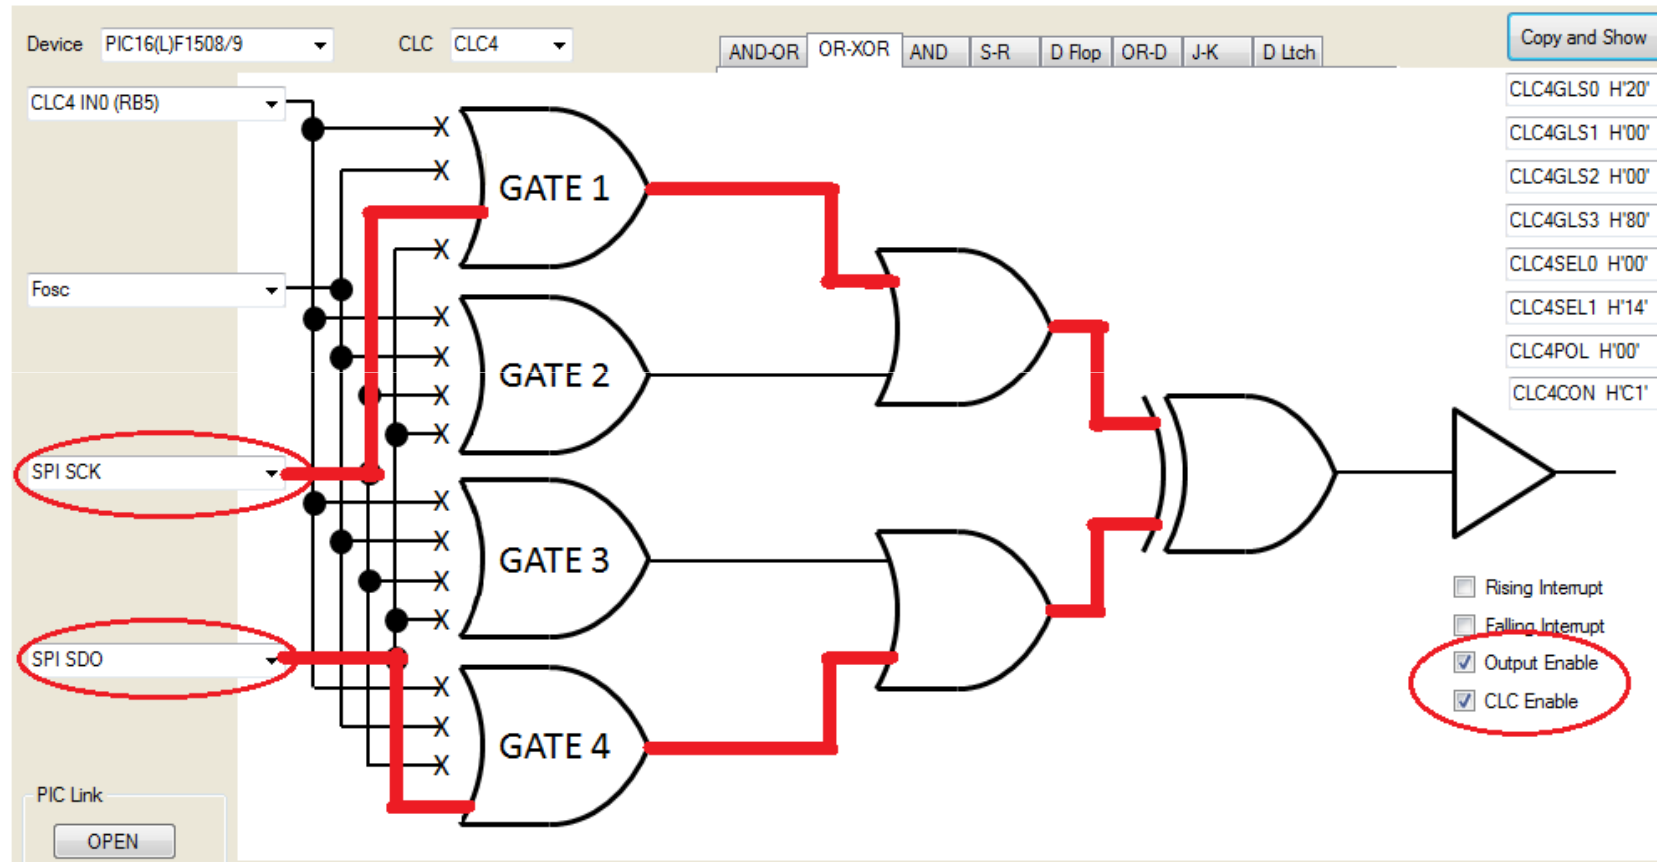 Device PIC16(L)F1508/9 CLC CLC4
AND-OR OR-XOR AND S-R D Flop OR-D J-K D Ltch
Copy and Show
CLC4 IN0 (RB5)
Fosc
SPI SCK
SPI SDO
X
X
X
GATE 1
X
X
X
X
GATE 2
X
X
X
X
GATE 3
X
X
X
GATE 4
CLC4GLS0 H'20'
CLC4GLS1 H'00'
CLC4GLS2 H'00'
CLC4GLS3 H'80'
CLC4SEL0 H'00'
CLC4SEL1 H'14'
CLC4POL H'00'
CLC4CON H'C1'
Rising Interrupt
Falling Interrupt
Output Enable
CLC Enable
PIC Link
OPEN